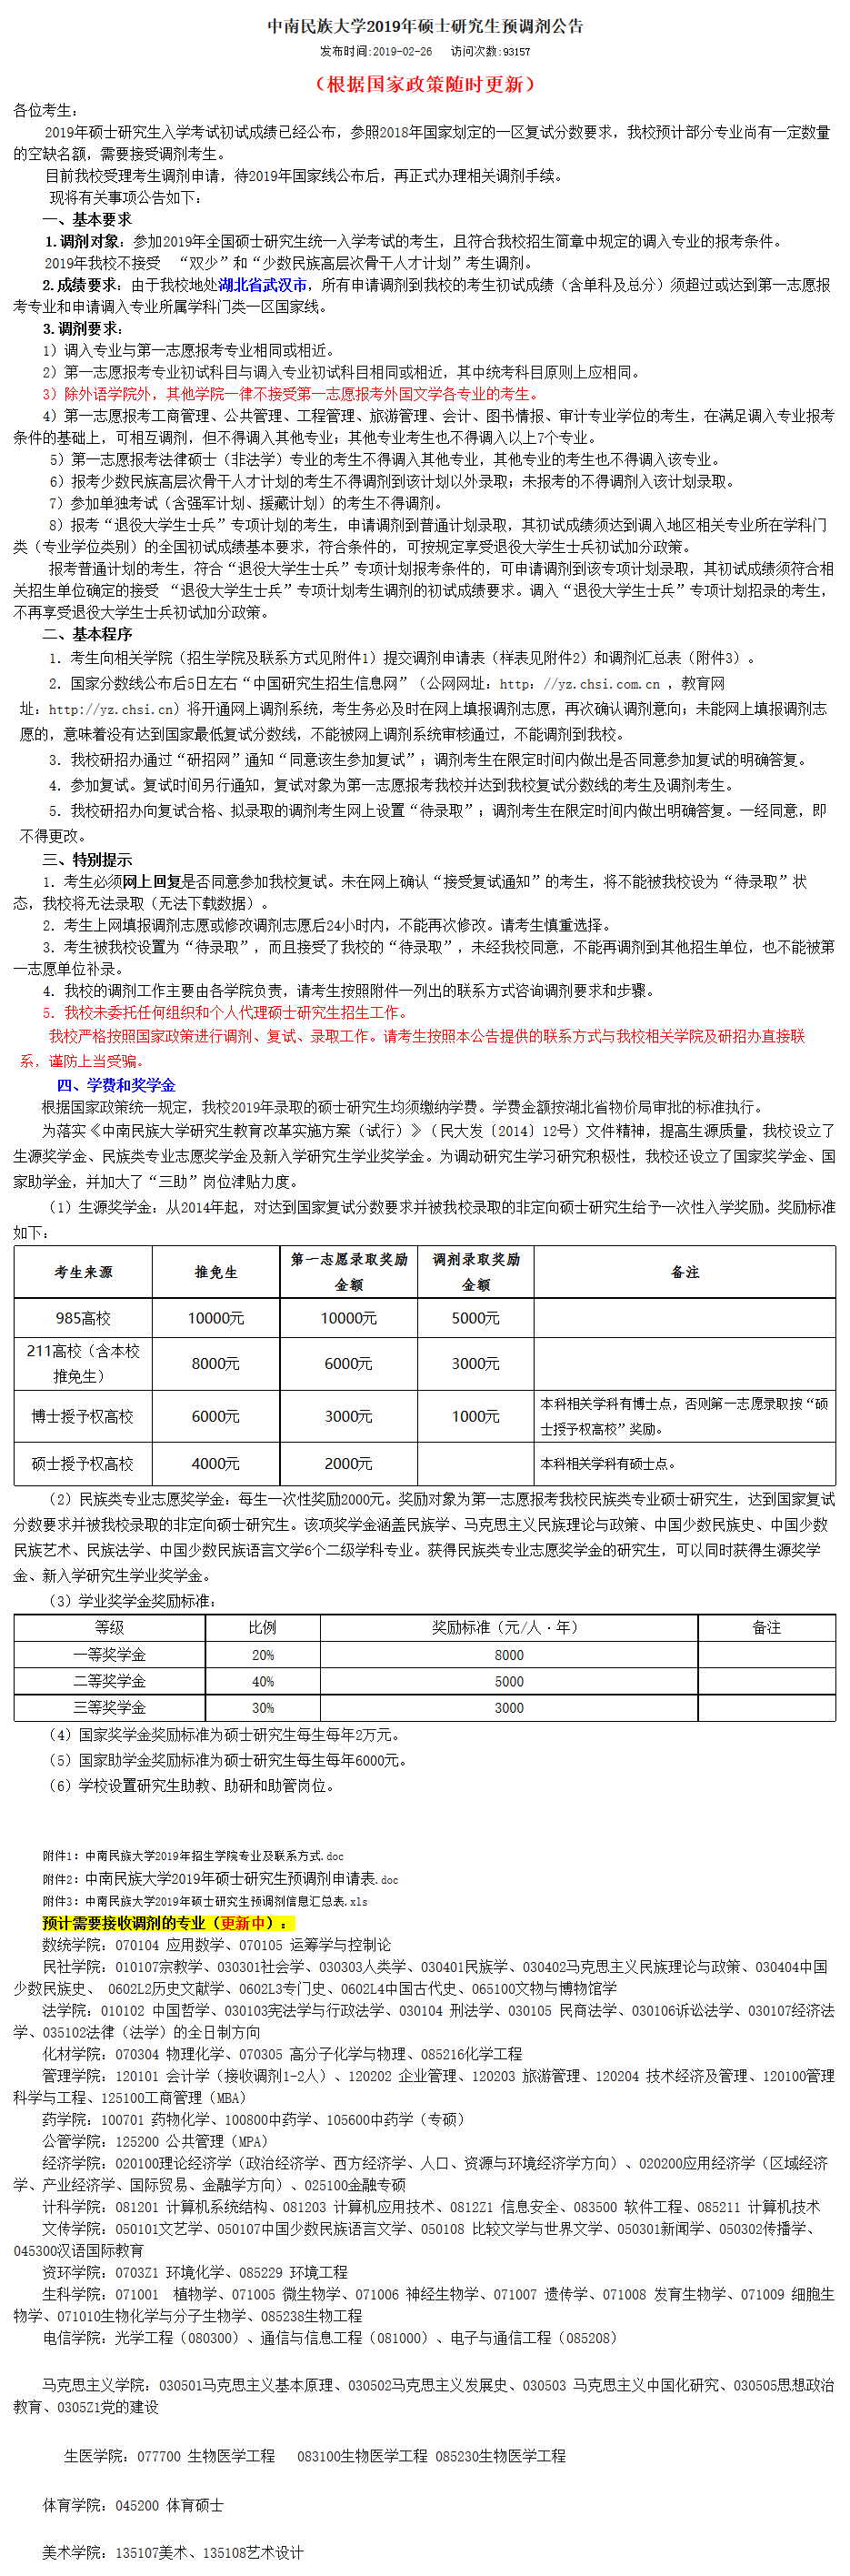 中南民族大学2019年硕士研究生预调剂公告
发布时间:2019-02-26 访问次数:93157
（根据国家政策随时更新）
各位考生：
2019年硕士研究生入学考试初试成绩已经公布，参照2018年国家划定的一区复试分数要求，我校预计部分专业尚有一定数量
的空缺名额，需要接受调剂考生。
目前我校受理考生调剂申请，待2019年国家线公布后，再正式办理相关调剂手续。
现将有关事项公告如下：
一、基本要求
1.调剂对象：参加2019年全国硕士研究生统一入学考试的考生，且符合我校招生简章中规定的调入专业的报考条件。
2019年我校不接受 “双少”和“少数民族高层次骨干人才计划”考生调剂。
2.成绩要求：由于我校地处湖北省武汉市，所有申请调剂到我校的考生初试成绩（含单科及总分）须超过或达到第一志愿报
考专业和申请调入专业所属学科门类一区国家线。
3.调剂要求：
1）调入专业与第一志愿报考专业相同或相近。
2）第一志愿报考专业初试科目与调入专业初试科目相同或相近，其中统考科目原则上应相同。
3）除外语学院外，其他学院一律不接受第一志愿报考外国文学各专业的考生。
4）第一志愿报考工商管理、公共管理、工程管理、旅游管理、会计、图书情报、审计专业学位的考生，在满足调入专业报考
条件的基础上，可相互调剂，但不得调入其他专业；其他专业考生也不得调入以上7个专业。
5）第一志愿报考法律硕士（非法学）专业的考生不得调入其他专业，其他专业的考生也不得调入该专业。
6）报考少数民族高层次骨干人才计划的考生不得调剂到该计划以外录取；未报考的不得调剂入该计划录取。
7）参加单独考试（含强军计划、援藏计划）的考生不得调剂。
8）报考“退役大学生士兵”专项计划的考生，申请调剂到普通计划录取，其初试成绩须达到调入地区相关专业所在学科门
类（专业学位类别）的全国初试成绩基本要求，符合条件的，可按规定享受退役大学生士兵初试加分政策。
报考普通计划的考生，符合“退役大学生士兵”专项计划报考条件的，可申请调剂到该专项计划录取，其初试成绩须符合相
关招生单位确定的接受 “退役大学生士兵”专项计划考生调剂的初试成绩要求。调入“退役大学生士兵”专项计划招录的考生，
不再享受退役大学生士兵初试加分政策。
二、基本程序
1. 考生向相关学院（招生学院及联系方式见附件1）提交调剂申请表（样表见附件2）和调剂汇总表（附件3）。
2. 国家分数线公布后5日左右“中国研究生招生信息网”（公网网址：http：//yz.chsi.com.cn ，教育网
址：http://yz.chsi.cn）将开通网上调剂系统，考生务必及时在网上填报调剂志愿，再次确认调剂意向；未能网上填报调剂志
愿的，意味着没有达到国家最低复试分数线，不能被网上调剂系统审核通过，不能调剂到我校。
3. 我校研招办通过“研招网”通知“同意该生参加复试”；调剂考生在限定时间内做出是否同意参加复试的明确答复。
4. 参加复试。复试时间另行通知，复试对象为第一志愿报考我校并达到我校复试分数线的考生及调剂考生。
5. 我校研招办向复试合格、拟录取的调剂考生网上设置“待录取”；调剂考生在限定时间内做出明确答复。一经同意，即
不得更改。
三、特别提示
1. 考生必须网上回复是否同意参加我校复试。未在网上确认“接受复试通知”的考生，将不能被我校设为“待录取”状
态，我校将无法录取（无法下载数据）。
2. 考生上网填报调剂志愿或修改调剂志愿后24小时内，不能再次修改。请考生慎重选择。
3. 考生被我校设置为“待录取”，而且接受了我校的“待录取”，未经我校同意，不能再调剂到其他招生单位，也不能被第
一志愿单位补录。
4. 我校的调剂工作主要由各学院负责，请考生按照附件一列出的联系方式咨询调剂要求和步骤。
5. 我校未委托任何组织和个人代理硕士研究生招生工作。
我校严格按照国家政策进行调剂、复试、录取工作。请考生按照本公告提供的联系方式与我校相关学院及研招办直接联
系，谨防上当受骗。
四、学费和奖学金
根据国家政策统一规定，我校2019年录取的硕士研究生均须缴纳学费。学费金额按湖北省物价局审批的标准执行。
为落实《中南民族大学研究生教育改革实施方案（试行）》（民大发〔2014〕12号）文件精神，提高生源质量，我校设立了
生源奖学金、民族类专业志愿奖学金及新入学研究生学业奖学金。为调动研究生学习研究积极性，我校还设立了国家奖学金、国
家助学金，并加大了“三助”岗位津贴力度。
（1）生源奖学金：从2014年起，对达到国家复试分数要求并被我校录取的非定向硕士研究生给予一次性入学奖励。奖励标准
如下：
考生来源 推免生 第一志愿录取奖励金额 调剂录取奖励金额 备注
985高校 10000元 10000元 5000元
211高校（含本校推免生） 8000元 6000元 3000元
博士授予权高校 6000元 3000元 1000元 本科相关学科有博士点，否则第一志愿录取按“硕士授予权高校”奖励。
硕士授予权高校 4000元 2000元 本科相关学科有硕士点。
（2）民族类专业志愿奖学金：每生一次性奖励2000元。奖励对象为第一志愿报考我校民族类专业硕士研究生，达到国家复试
分数要求并被我校录取的非定向硕士研究生。该项奖学金涵盖民族学、马克思主义民族理论与政策、中国少数民族史、中国少数
民族艺术、民族法学、中国少数民族语言文学6个二级学科专业。获得民族类专业志愿奖学金的研究生，可以同时获得生源奖学
金、新入学研究生学业奖学金。
（3）学业奖学金奖励标准：
等级 比例 奖励标准（元/人·年） 备注
一等奖学金 20% 8000
二等奖学金 40% 5000
三等奖学金 30% 3000
（4）国家奖学金奖励标准为硕士研究生每生每年2万元。
（5）国家助学金奖励标准为硕士研究生每生每年6000元。
（6）学校设置研究生助教、助研和助管岗位。
附件1：中南民族大学2019年招生学院专业及联系方式.doc
附件2：中南民族大学2019年硕士研究生预调剂申请表.doc
附件3：中南民族大学2019年硕士研究生预调剂信息汇总表.xls
预计需要接收调剂的专业（更新中）：
数统学院：070104 应用数学、070105 运筹学与控制论
民社学院：010107宗教学、030301社会学、030303人类学、030401民族学、030402马克思主义民族理论与政策、030404中国
少数民族史、 0602L2历史文献学、0602L3专门史、0602L4中国古代史、065100文物与博物馆学
法学院：010102 中国哲学、030103宪法学与行政法学、030104 刑法学、030105 民商法学、030106诉讼法学、030107经济法
学、035102法律（法学）的全日制方向
化材学院：070304 物理化学、070305 高分子化学与物理、085216化学工程
管理学院：120101 会计学（接收调剂1-2人）、120202 企业管理、120203 旅游管理、120204 技术经济及管理、120100管理
科学与工程、125100工商管理（MBA）
药学院：100701 药物化学、100800中药学、105600中药学（专硕）
公管学院：125200 公共管理（MPA）
经济学院：020100理论经济学（政治经济学、西方经济学、人口、资源与环境经济学方向）、020200应用经济学（区域经济
学、产业经济学、国际贸易、金融学方向）、025100金融专硕
计科学院：081201 计算机系统结构、081203 计算机应用技术、0812Z1 信息安全、083500 软件工程、085211 计算机技术
文传学院：050101文艺学、050107中国少数民族语言文学、050108 比较文学与世界文学、050301新闻学、050302传播学、
045300汉语国际教育
资环学院：0703Z1 环境化学、085229 环境工程
生科学院：071001 植物学、071005 微生物学、071006 神经生物学、071007 遗传学、071008 发育生物学、071009 细胞生
物学、071010生物化学与分子生物学、085238生物工程
电信学院：光学工程（080300）、通信与信息工程（081000）、电子与通信工程（085208）
马克思主义学院：030501马克思主义基本原理、030502马克思主义发展史、030503 马克思主义中国化研究、030505思想政治
教育、0305Z1党的建设
生医学院：077700 生物医学工程 083100生物医学工程 085230生物医学工程
体育学院：045200 体育硕士
美术学院：135107美术、135108艺术设计